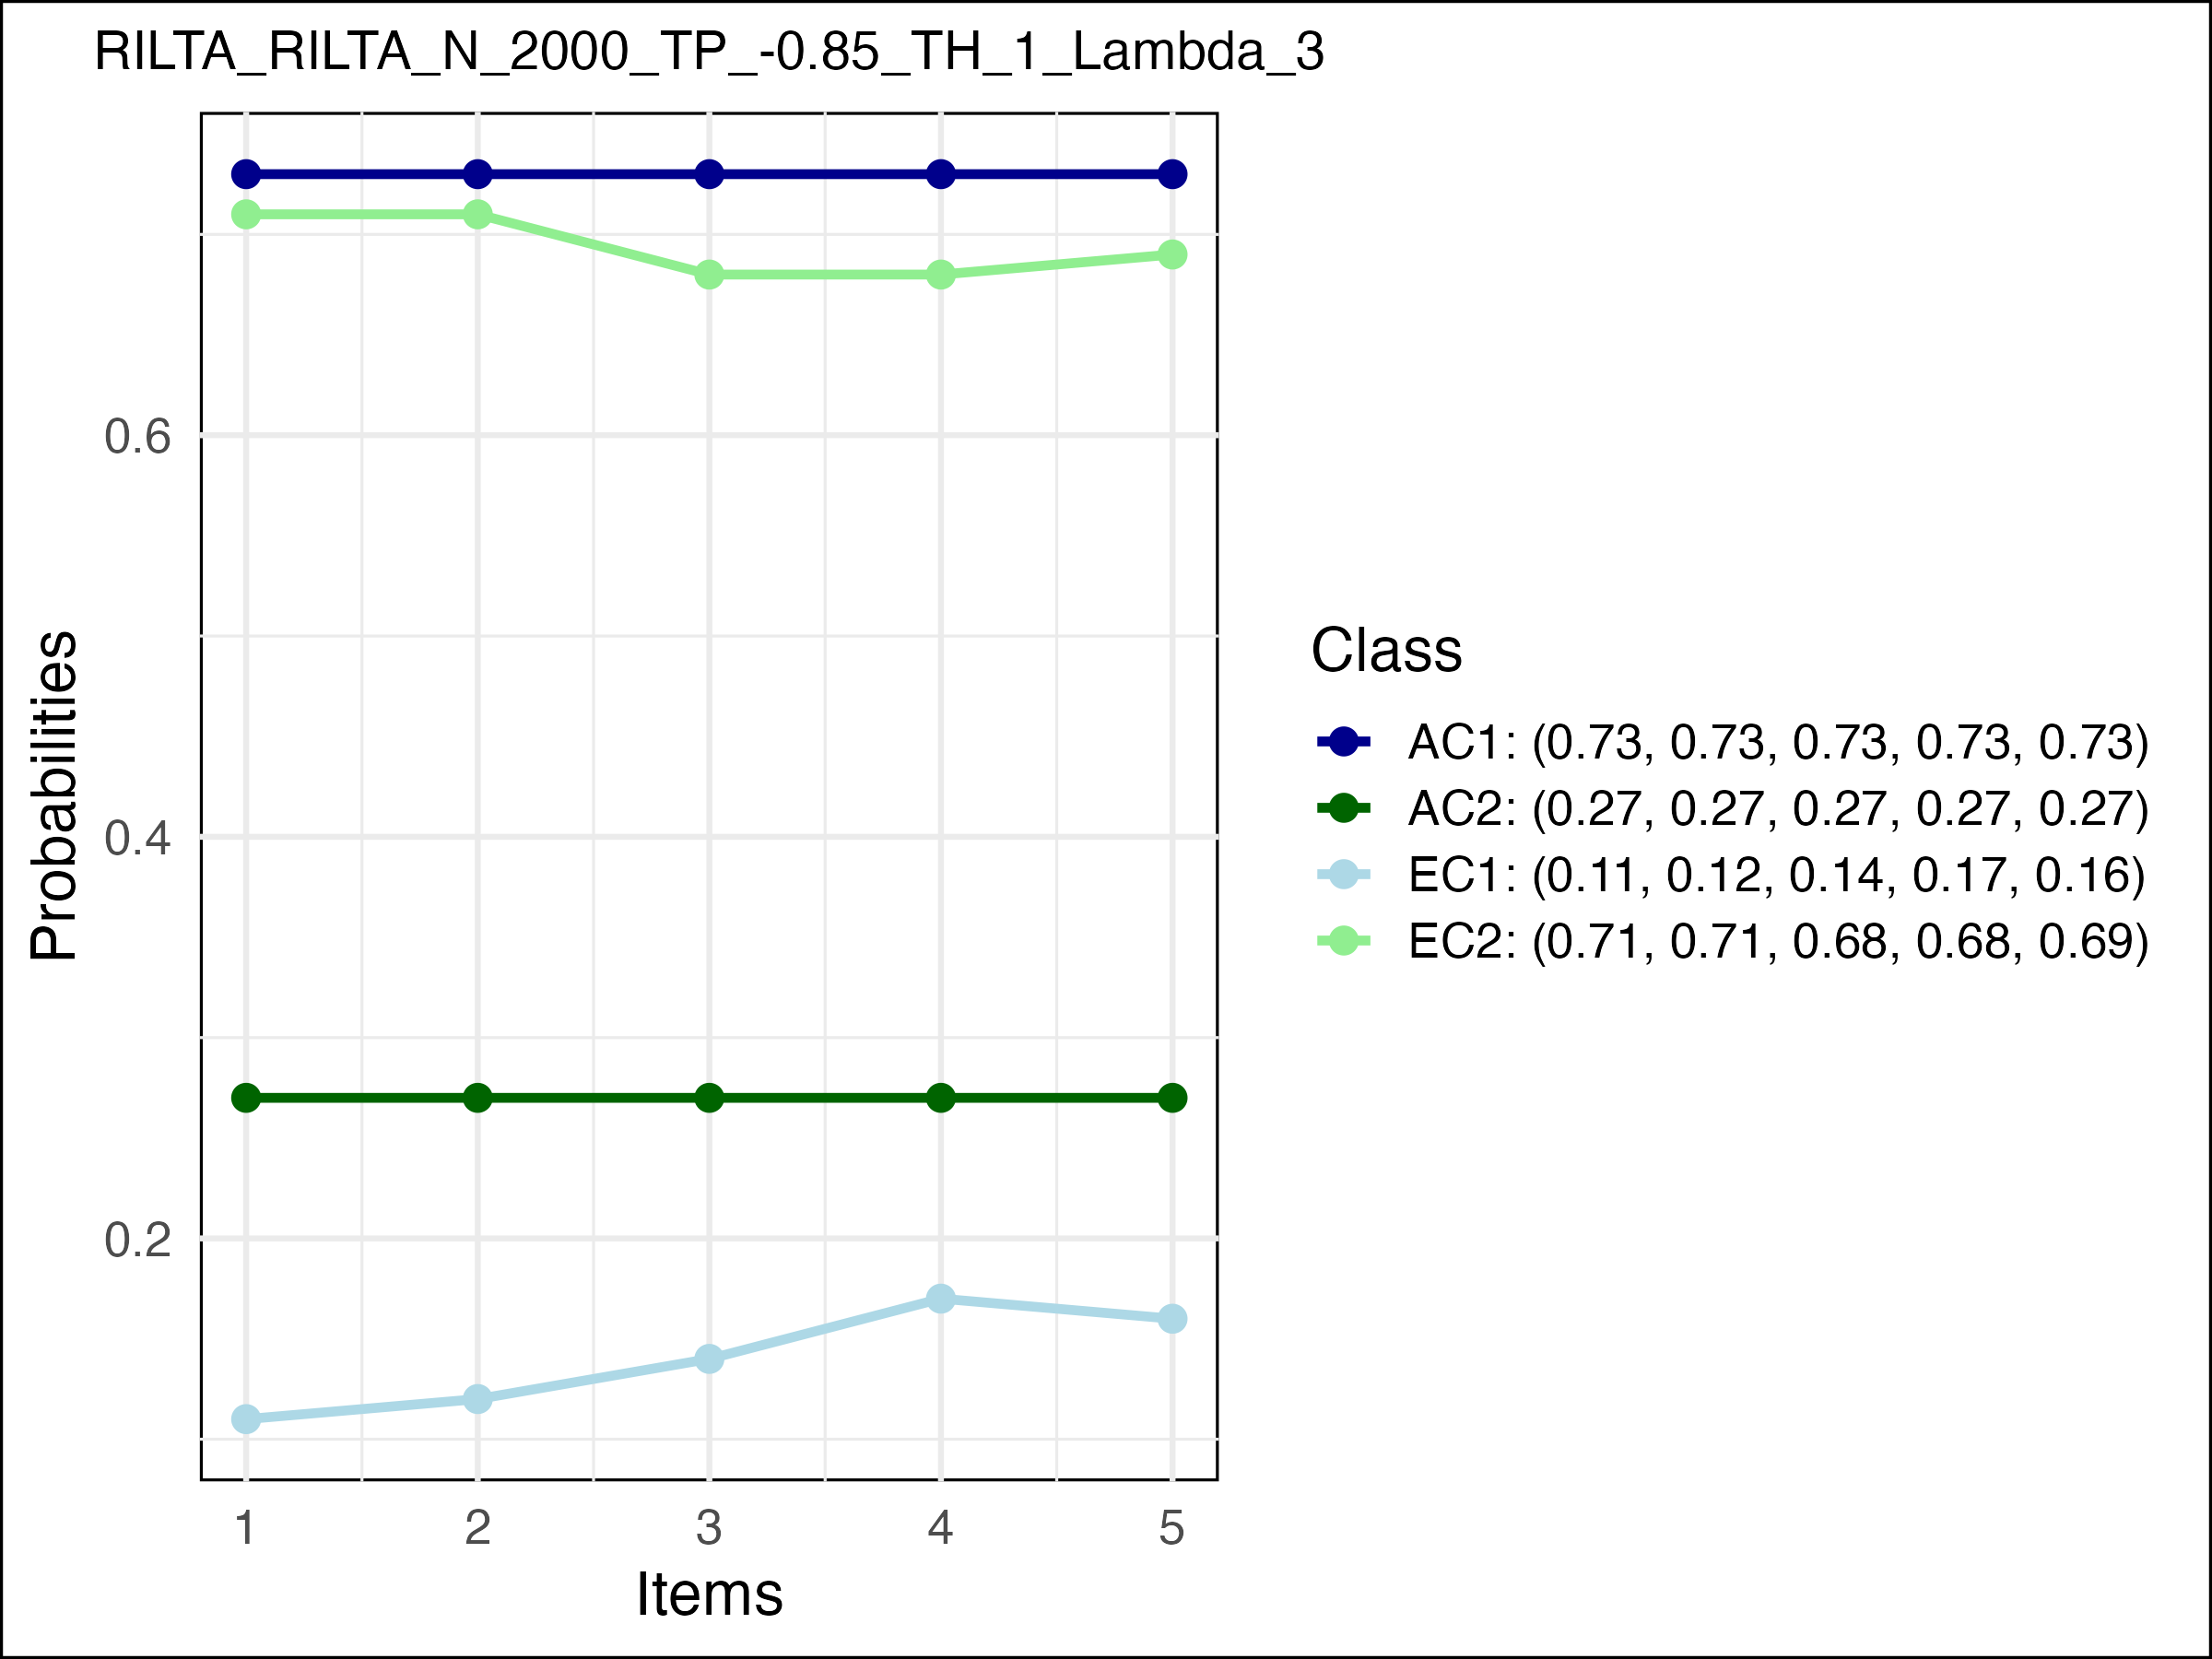 RILTA_RILTA_N_2000_TP_-0.85_TH_1_Lambda_3
Probabilities
0.6
0.4
0.2
1 2 3 4 5
Items
Class
AC1: (0.73, 0.73, 0.73, 0.73, 0.73)
AC2: (0.27, 0.27, 0.27, 0.27, 0.27)
EC1: (0.11, 0.12, 0.14, 0.17, 0.16)
EC2: (0.71, 0.71, 0.68, 0.68, 0.69)